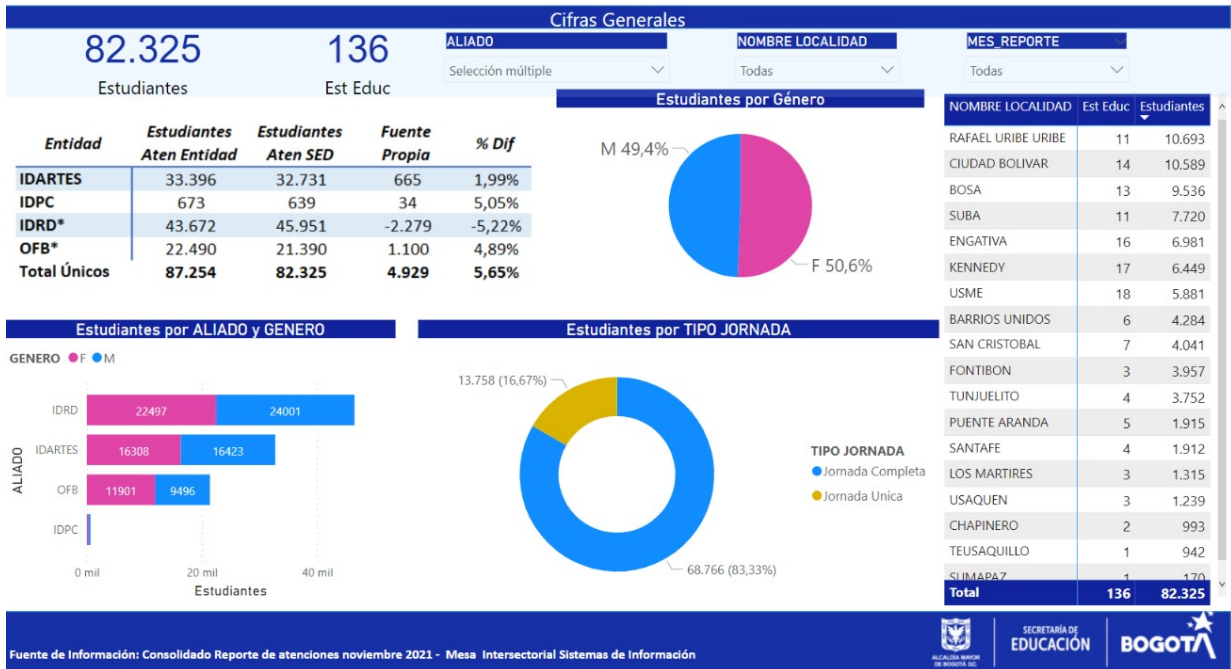 Cifras Generales
82.325
Estudiantes
136
Est Educ
ALIADO
Selección múltiple
NOMBRE LOCALIDAD
Todas
MES_REPORTE
Todas
Entidad Estudiantes Aten Entidad Estudiantes Aten SED Fuente Propia % Dif
IDARTES 33.396 32.731 665 1,99%
IDPC 673 639 34 5,05%
IDRD* 43.672 45.951 -2.279 -5,22%
OFB* 22.490 21.390 1.100 4,89%
Total Únicos 87.254 82.325 4.929 5,65%
Estudiantes por Género
M 49,4%
F 50,6%
NOMBRE LOCALIDAD Est Educ Estudiantes
RAFAEL URIBE URIBE 11 10.693
CIUDAD BOLIVAR 14 10.589
BOSA 13 9.536
SUBA 11 7.720
ENGATIVA 16 6.981
KENNEDY 17 6.449
USME 18 5.881
BARRIOS UNIDOS 6 4.284
SAN CRISTOBAL 7 4.041
FONTIBON 3 3.957
TUNJUELITO 4 3.752
PUENTE ARANDA 5 1.915
SANTAFE 4 1.912
LOS MARTIRES 3 1.315
USAQUEN 3 1.239
CHAPINERO 2 993
TEUSAQUILLO 1 942
SUMAPAZ 1 170
Total 136 82.325
Estudiantes por ALIADO y GENERO
GENERO F M
ALIADO
IDRD 22497 24001
IDARTES 16308 16423
OFB 11901 9496
IDPC
0 mil 20 mil 40 mil
Estudiantes
Estudiantes por TIPO JORNADA
13.758 (16,67%)
68.766 (83,33%)
TIPO JORNADA
Jornada Completa
Jornada Unica
Fuente de Información: Consolidado Reporte de atenciones noviembre 2021 - Mesa Intersectorial Sistemas de Información
ALCALDÍA MAYOR
DE BOGOTÁ D.C.
SECRETARÍA DE
EDUCACIÓN
BOGOTÁ